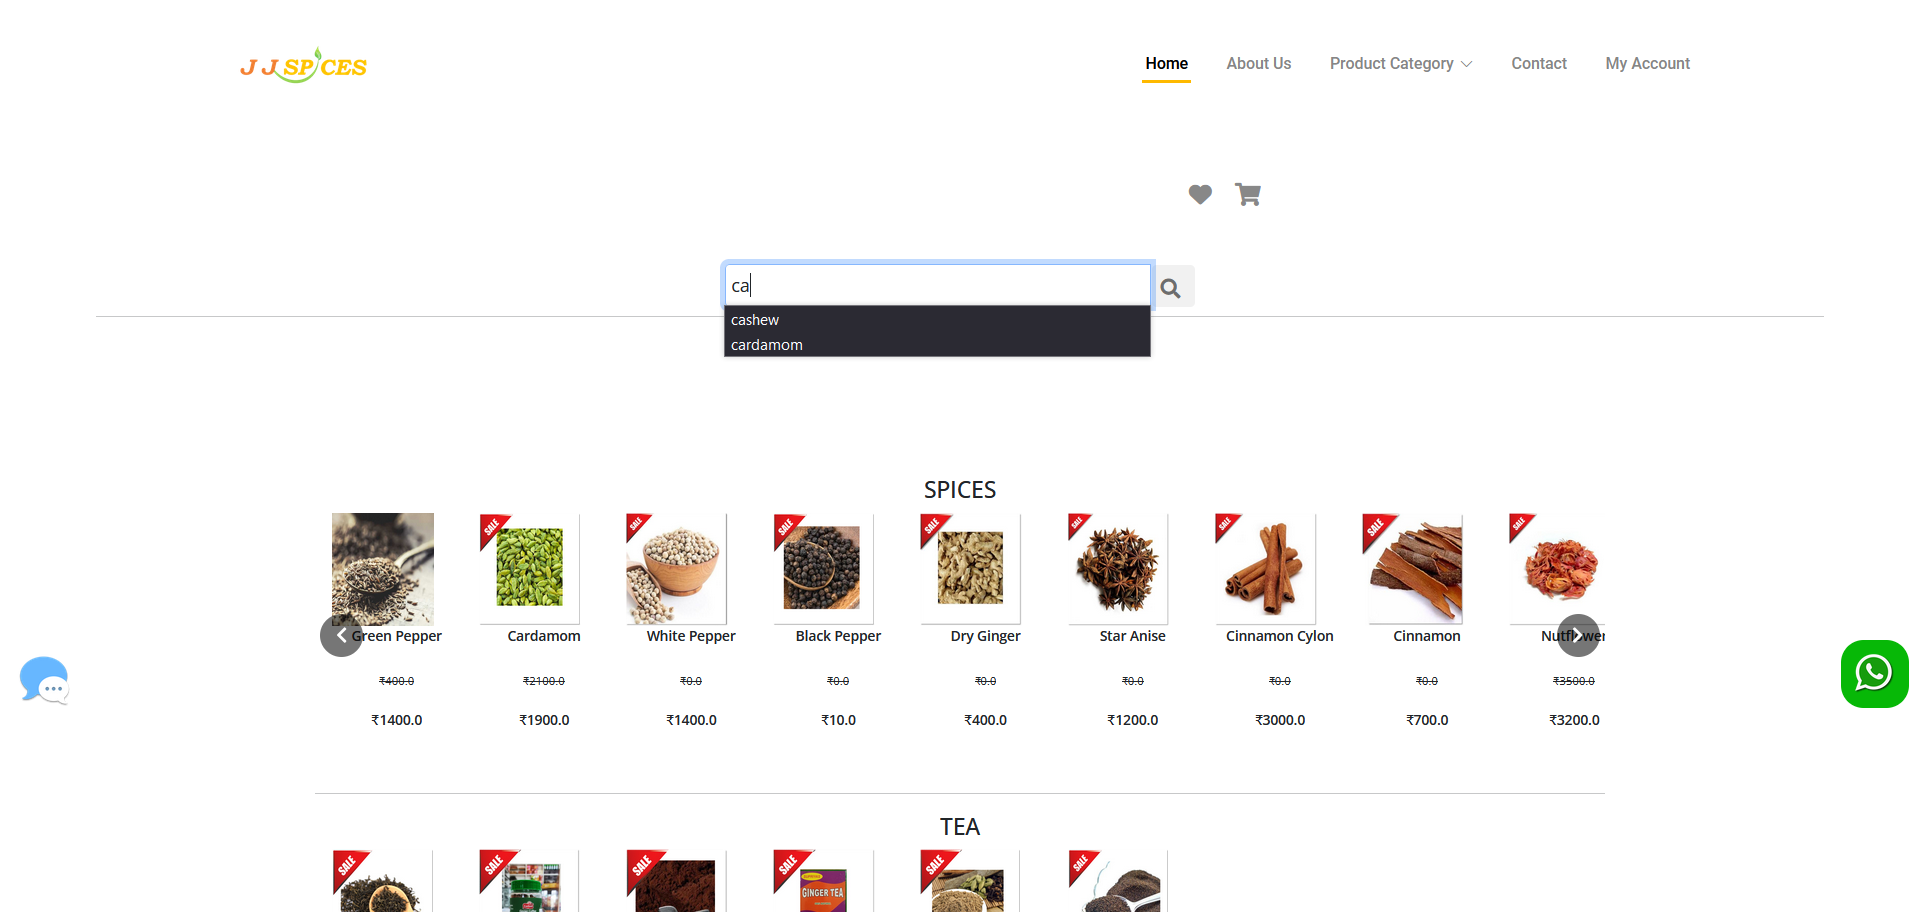 J J SPICES
Home About Us Product Category Contact My Account
ca
cashew
cardamom
SPICES
SALE SALE SALE SALE SALE SALE SALE SALE
Green Pepper Cardamom White Pepper Black Pepper Dry Ginger Star Anise Cinnamon Cylon Cinnamon
₹400.0 ₹2100.0 ₹0.0 ₹0.0 ₹0.0 ₹0.0 ₹0.0 ₹0.0 ₹3500.0
₹1400.0 ₹1900.0 ₹1400.0 ₹10.0 ₹400.0 ₹1200.0 ₹3000.0 ₹700.0 ₹3200.0
TEA
SALE SALE SALE SALE SALE SALE
GINGER TEA